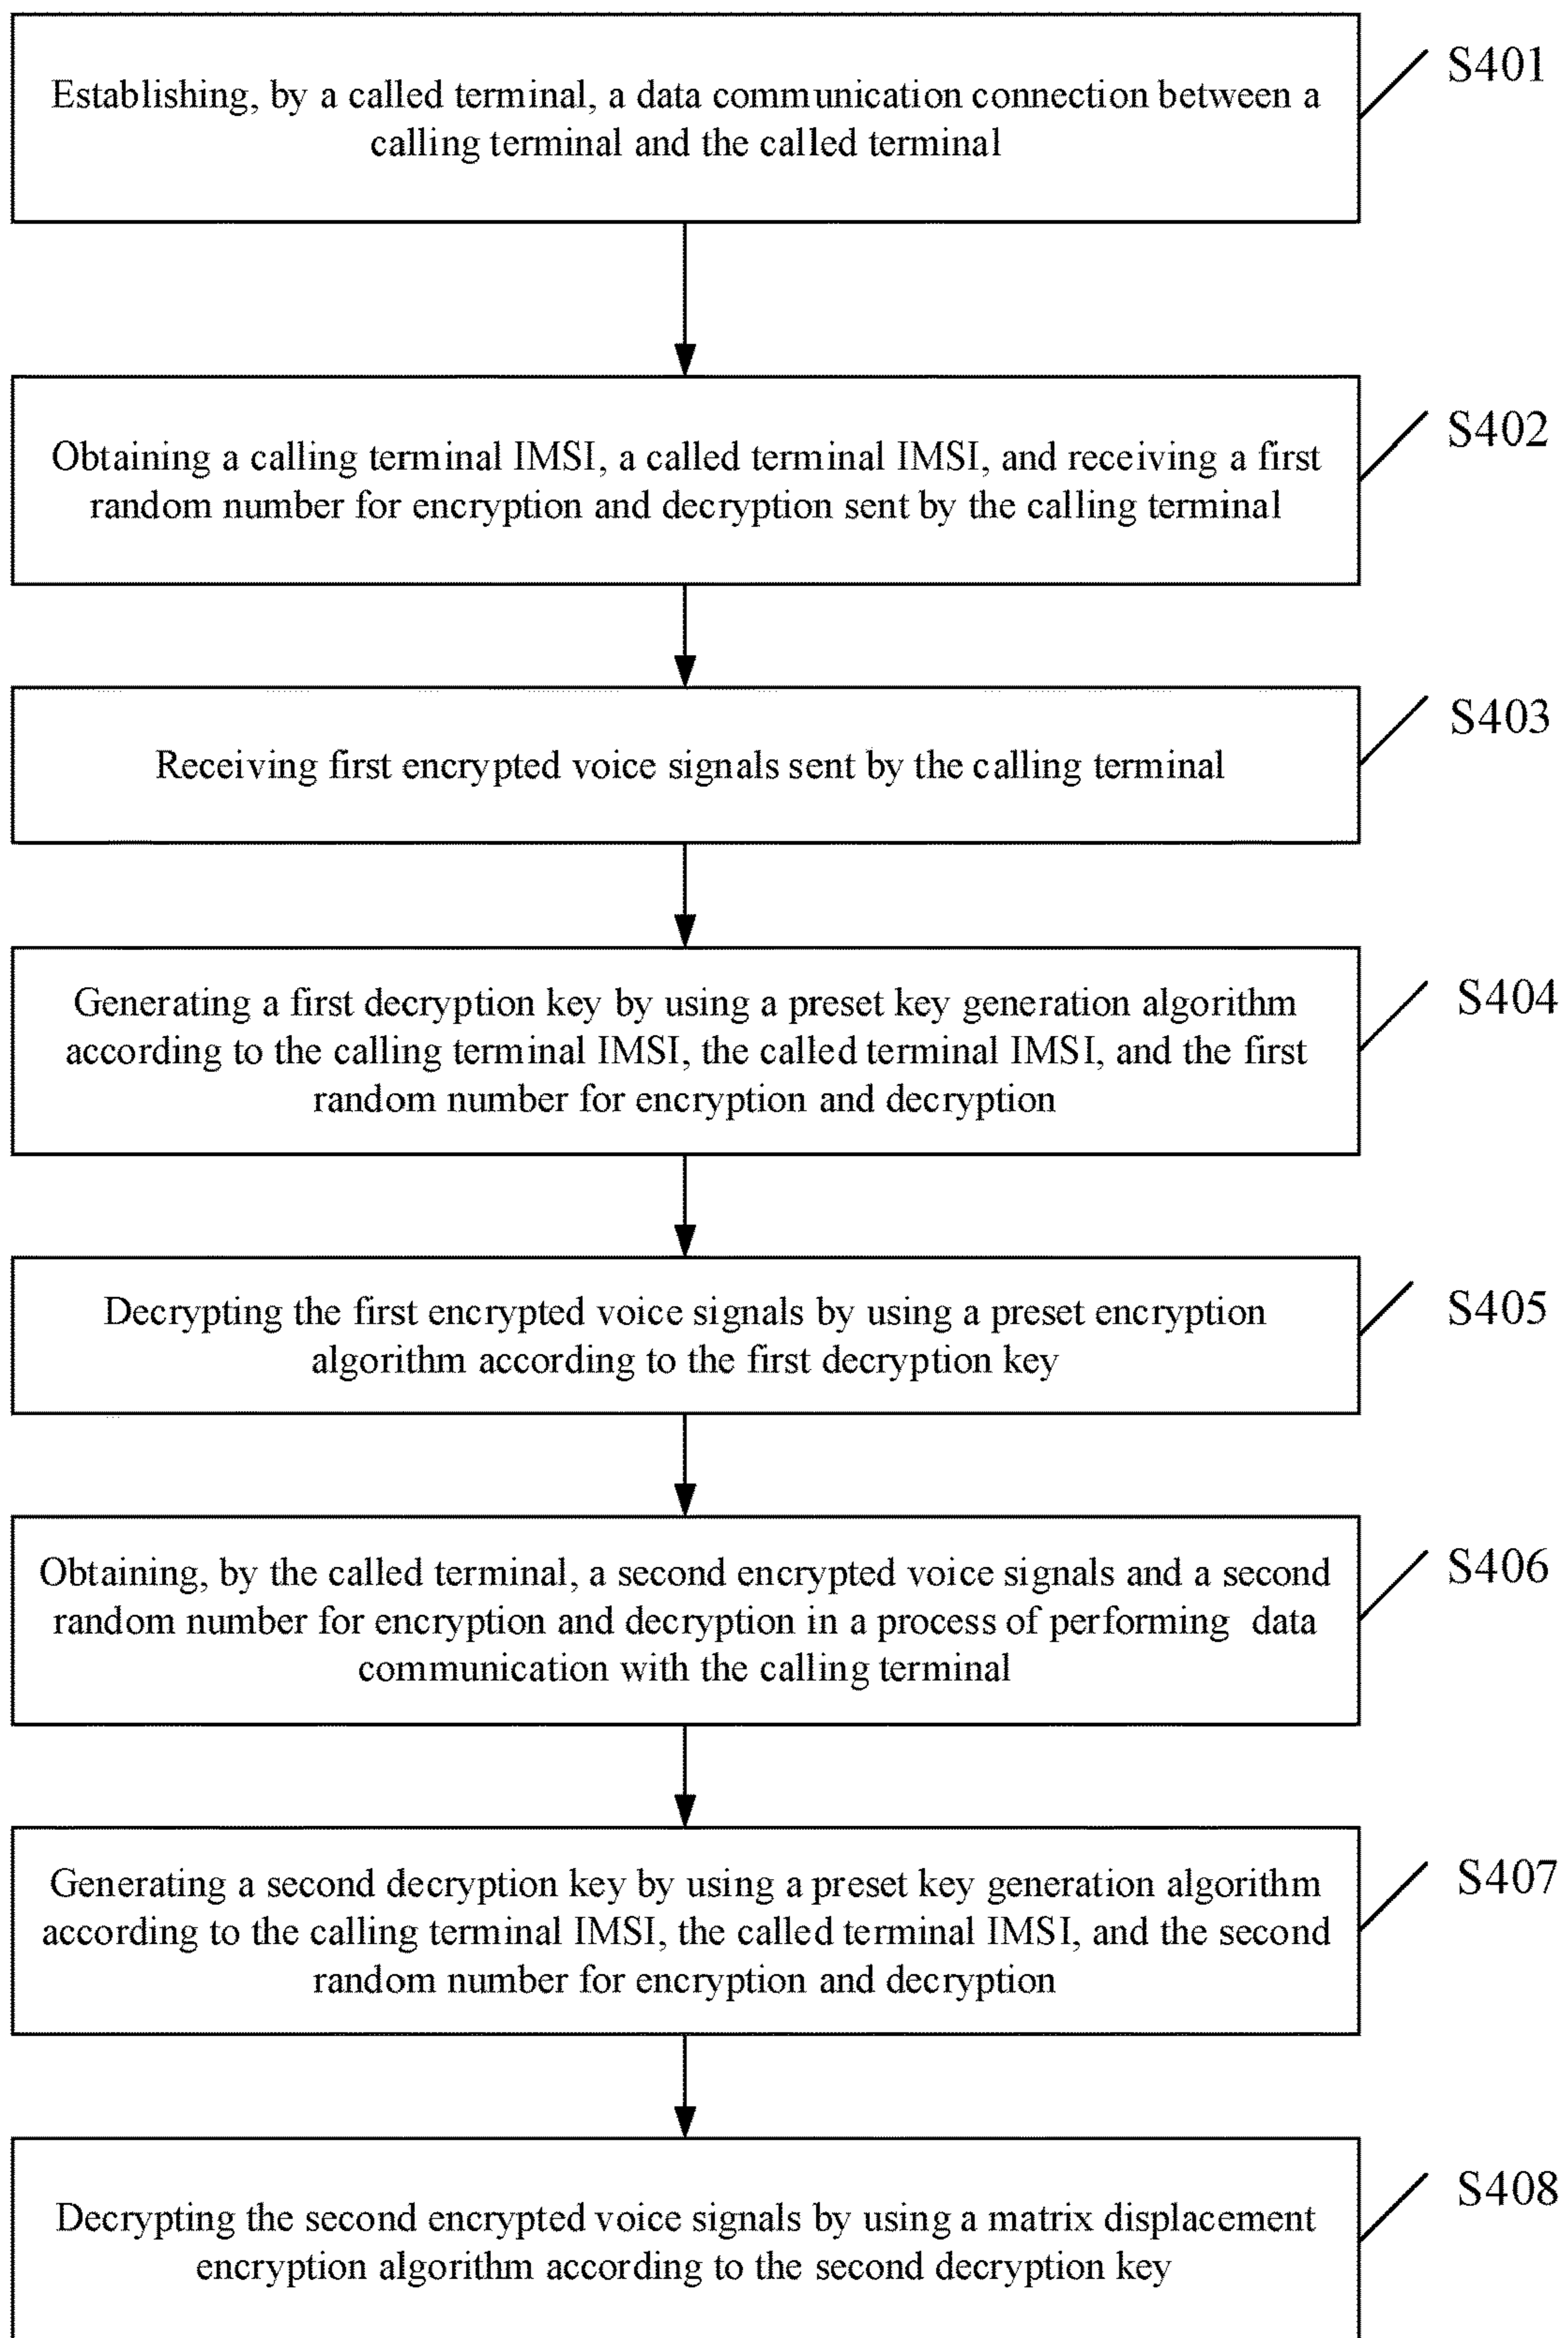 Establishing, by a called terminal, a data communication connection between a
calling terminal and the called terminal
S401
Obtaining a calling terminal IMSI, a called terminal IMSI, and receiving a first
random number for encryption and decryption sent by the calling terminal
S402
Receiving first encrypted voice signals sent by the calling terminal
S403
Generating a first decryption key by using a preset key generation algorithm
according to the calling terminal IMSI, the called terminal IMSI, and the first
random number for encryption and decryption
S404
Decrypting the first encrypted voice signals by using a preset encryption
algorithm according to the first decryption key
S405
Obtaining, by the called terminal, a second encrypted voice signals and a second
random number for encryption and decryption in a process of performing data
communication with the calling terminal
S406
Generating a second decryption key by using a preset key generation algorithm
according to the calling terminal IMSI, the called terminal IMSI, and the second
random number for encryption and decryption
S407
Decrypting the second encrypted voice signals by using a matrix displacement
encryption algorithm according to the second decryption key
S408